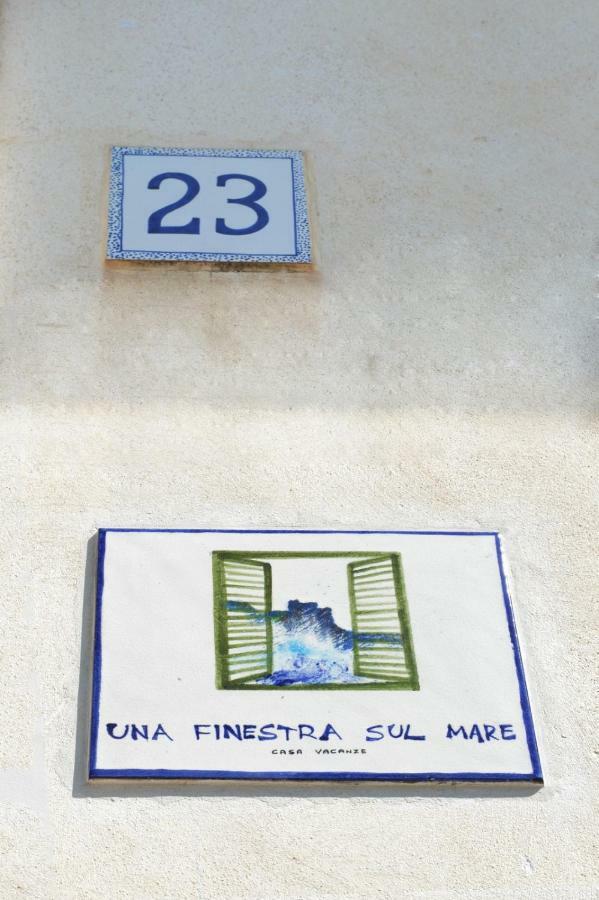 23
UNA FINESTRA SUL MARE
CASA VACANZE